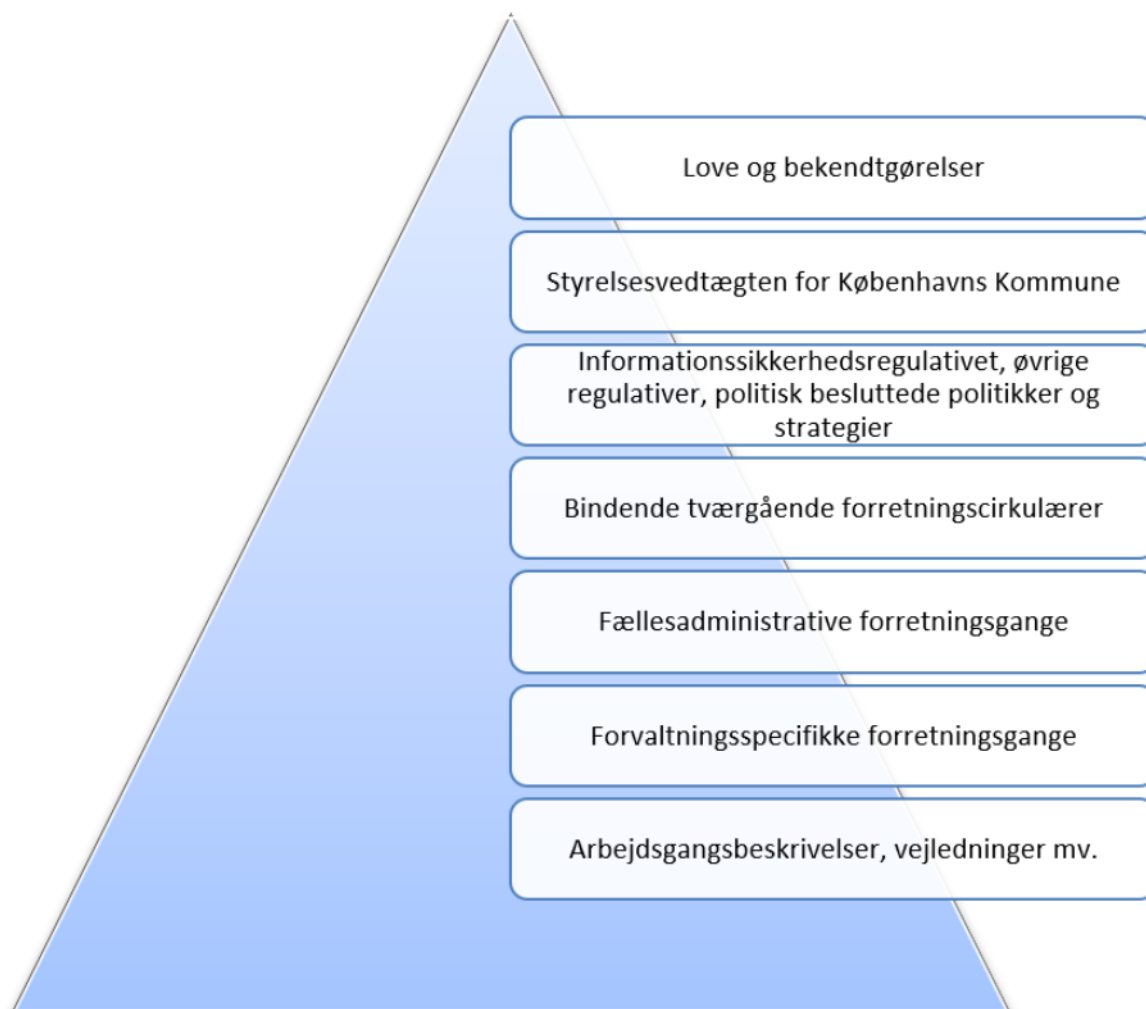 Love og bekendtgørelser
Styrelsesvedtægten for Københavns Kommune
Informationssikkerhedsregulativet, øvrige
regulativer, politisk besluttede politikker og
strategier
Bindende tværgående forretningscirkulærer
Fællesadministrative forretningsgange
Forvaltningsspecifikke forretningsgange
Arbejdsgangsbeskrivelser, vejledninger mv.